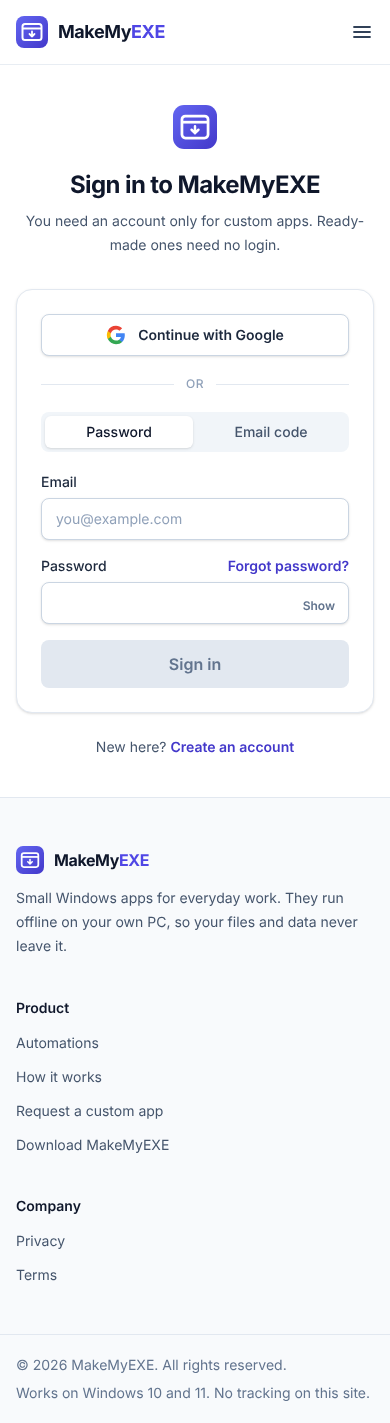 MakeMyEXE
Sign in to MakeMyEXE
You need an account only for custom apps. Ready-
made ones need no login.
Continue with Google
OR
Password
Email code
Email
you@example.com
Password
Forgot password?
Show
Sign in
New here? Create an account
MakeMyEXE
Small Windows apps for everyday work. They run
offline on your own PC, so your files and data never
leave it.
Product
Automations
How it works
Request a custom app
Download MakeMyEXE
Company
Privacy
Terms
© 2026 MakeMyEXE. All rights reserved.
Works on Windows 10 and 11. No tracking on this site.